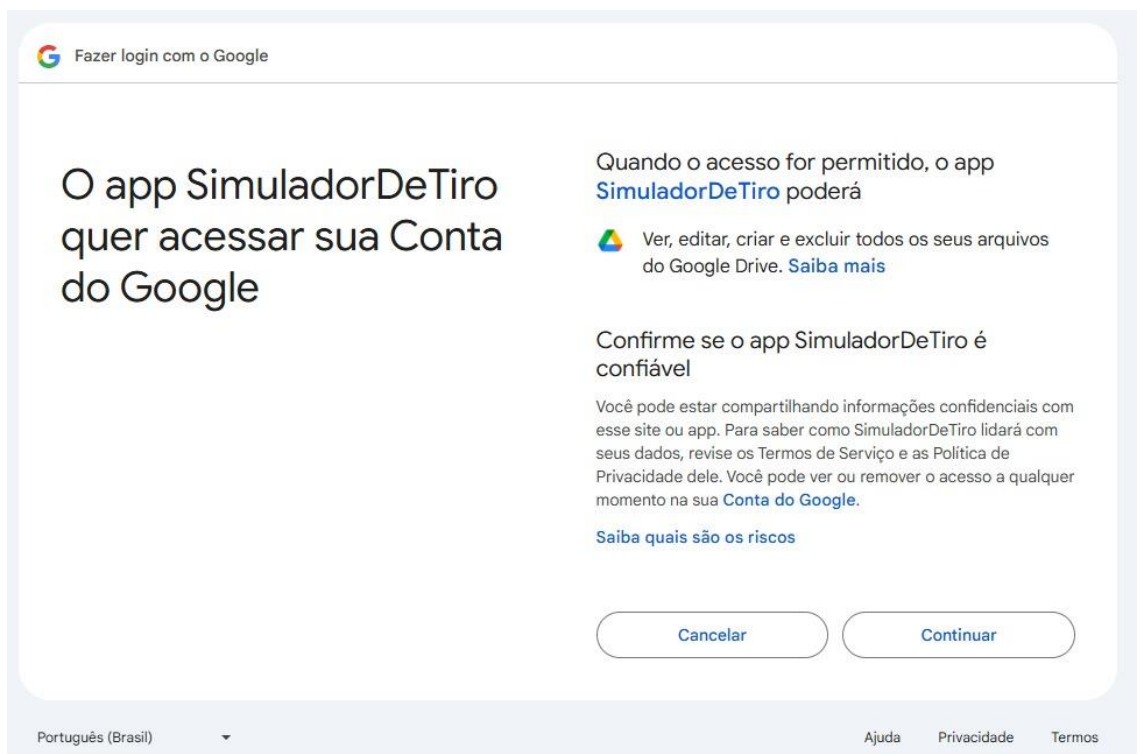 Fazer login com o Google
O app SimuladorDeTiro
quer acessar sua Conta
do Google
Quando o acesso for permitido, o app
SimuladorDeTiro poderá
Ver, editar, criar e excluir todos os seus arquivos
do Google Drive. Saiba mais
Confirme se o app SimuladorDeTiro é
confiável
Você pode estar compartilhando informações confidenciais com
esse site ou app. Para saber como SimuladorDeTiro lidará com
seus dados, revise os Termos de Serviço e as Política de
Privacidade dele. Você pode ver ou remover o acesso a qualquer
momento na sua Conta do Google.
Saiba quais são os riscos
Cancelar Continuar
Português (Brasil) Ajuda Privacidade Termos